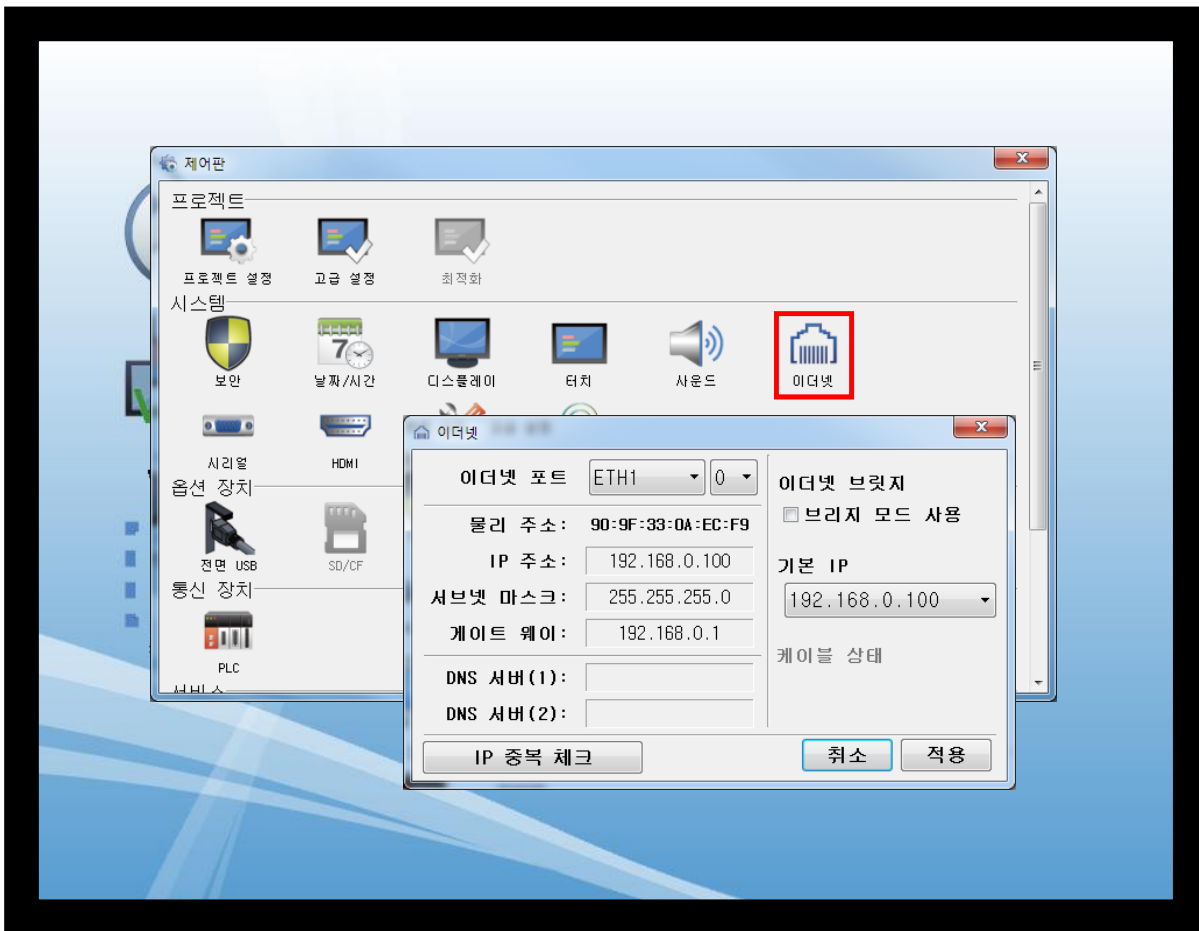 제어판
프로젝트
프로젝트 설정 고급 설정 최적화
시스템
7
보안 날짜/시간 디스플레이 터치 사운드 이더넷
시리얼 HDMI
옵션 장치
전면 USB SD/CF
통신 장치
PLC
서비스
이더넷
이더넷 포트 ETH1 0
물리 주소: 90:9F:33:0A:EC:F9
IP 주소: 192.168.0.100
서브넷 마스크: 255.255.255.0
게이트 웨이: 192.168.0.1
DNS 서버(1):
DNS 서버(2):
이더넷 브릿지
브리지 모드 사용
기본 IP
192.168.0.100
케이블 상태
IP 중복 체크 취소 적용